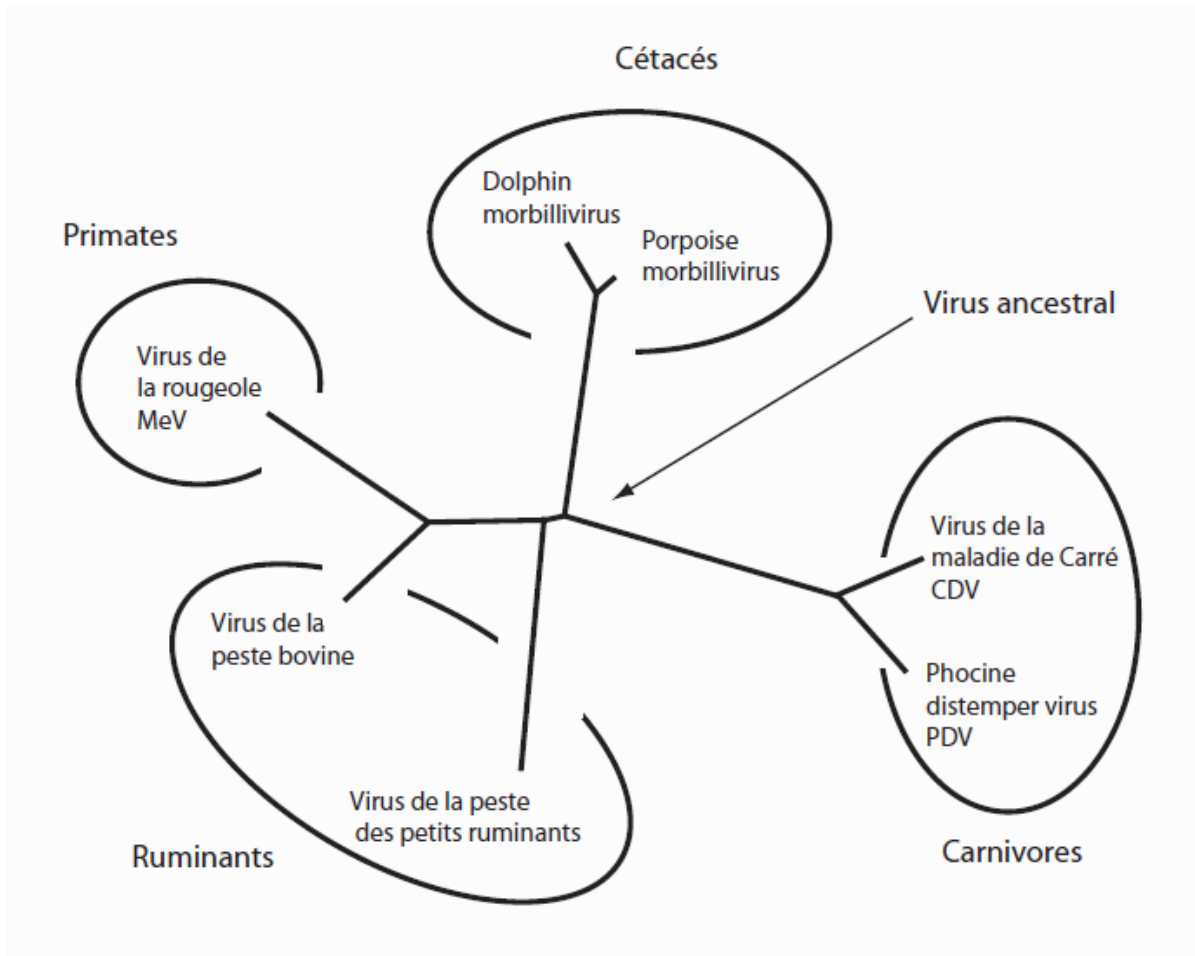 Cétacés
Dolphin
morbillivirus
Porpoise
morbillivirus
Primates
Virus de
la rougeole
MeV
Virus ancestral
Virus de la
maladie de Carré
CDV
Phocine
distemper virus
PDV
Carnivores
Virus de la
peste bovine
Virus de la peste
des petits ruminants
Ruminants